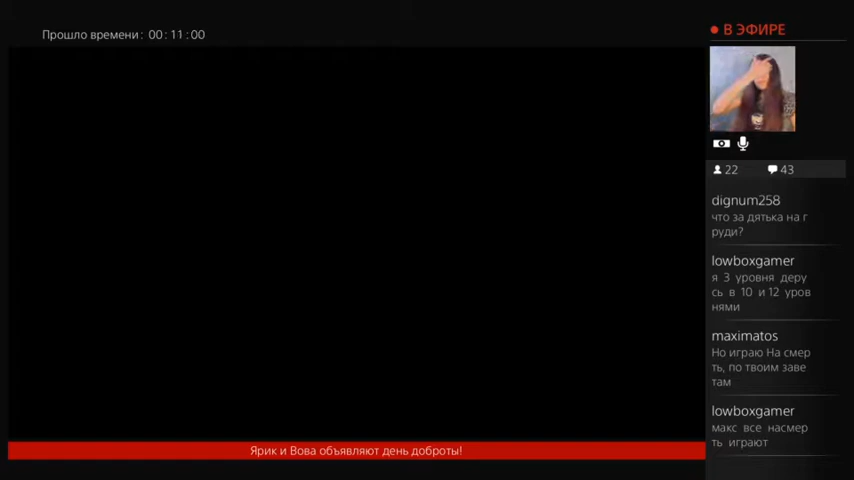 Прошло времени: 00:11:00
В ЭФИРЕ
22
43
dignum258
что за дятька на г
руди?
lowboxgamer
я 3 уровня деру
сь в 10 и 12 уров
нями
maximatos
Но играю На смер
ть, по твоим заве
там
lowboxgamer
макс все насмер
ть играют
Ярик и Вова объявляют день доброты!